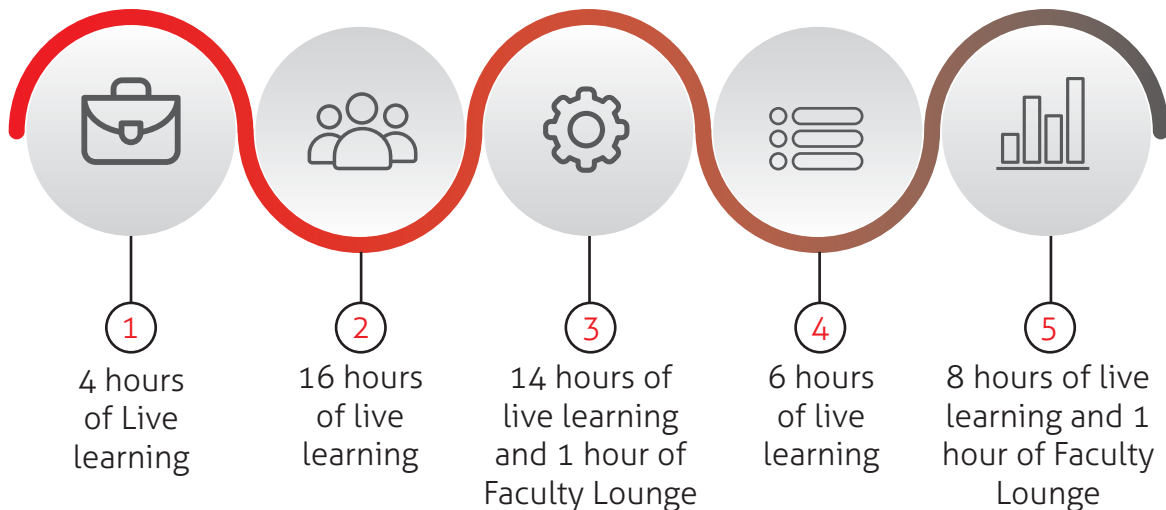 1
4 hours
of Live
learning
2
16 hours
of live
learning
3
14 hours of
live learning
and 1 hour of
Faculty Lounge
4
6 hours
of live
learning
5
8 hours of live
learning and 1
hour of Faculty
Lounge